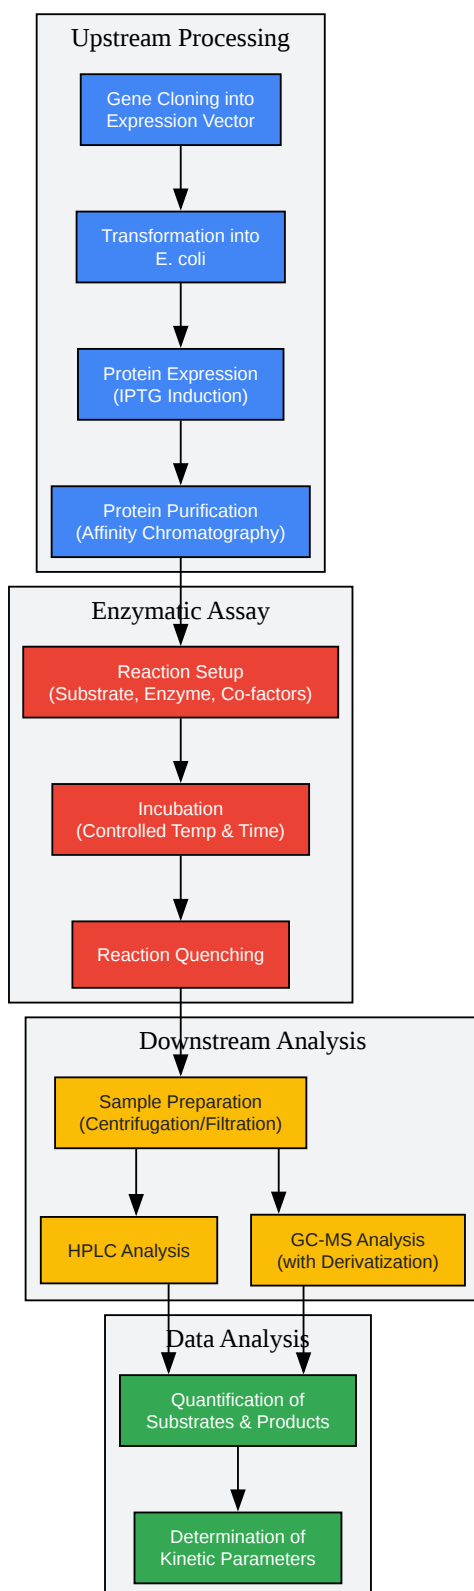 Upstream Processing
Gene Cloning into
Expression Vector
Transformation into
E. coli
Protein Expression
(IPTG Induction)
Protein Purification
(Affinity Chromatography)
Enzymatic Assay
Reaction Setup
(Substrate, Enzyme, Co-factors)
Incubation
(Controlled Temp & Time)
Reaction Quenching
Downstream Analysis
Sample Preparation
(Centrifugation/Filtration)
HPLC Analysis
GC-MS Analysis
(with Derivatization)
Data Analysis
Quantification of
Substrates & Products
Determination of
Kinetic Parameters